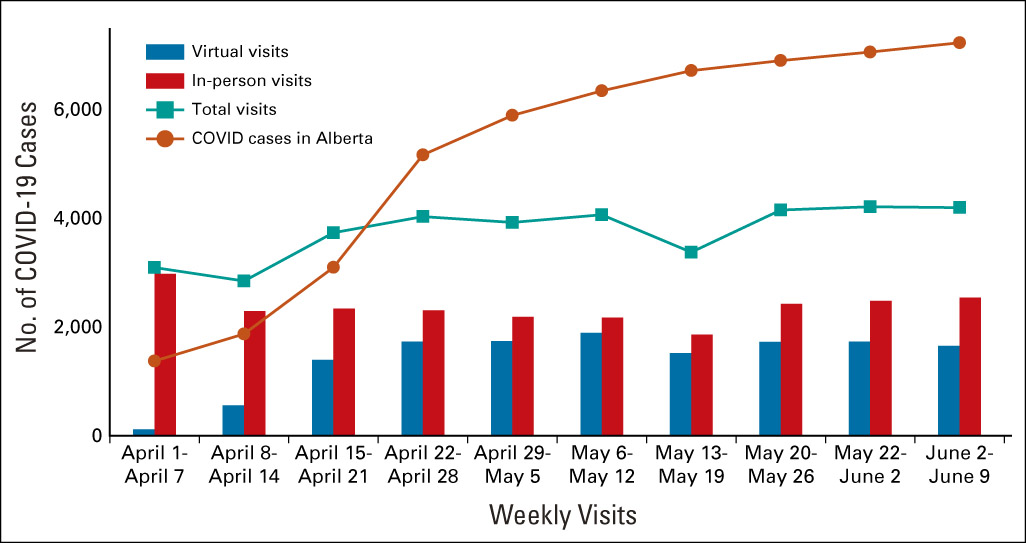 Virtual visits
In-person visits
Total visits
COVID cases in Alberta
No. of COVID-19 Cases
6,000
4,000
2,000
0
April 1-
April 7
April 8-
April 14
April 15-
April 21
April 22-
April 28
April 29-
May 5
May 6-
May 12
May 13-
May 19
May 20-
May 26
May 22-
June 2
June 2-
June 9
Weekly Visits